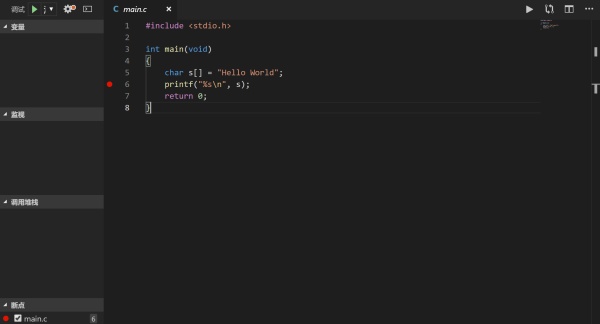 调试
变量
监视
调用堆栈
断点
main.c 6
C main.c
1 #include <stdio.h>
2
3 int main(void)
4 {
5 char s[] = "Hello World";
6 printf("%s\n", s);
7 return 0;
8 }